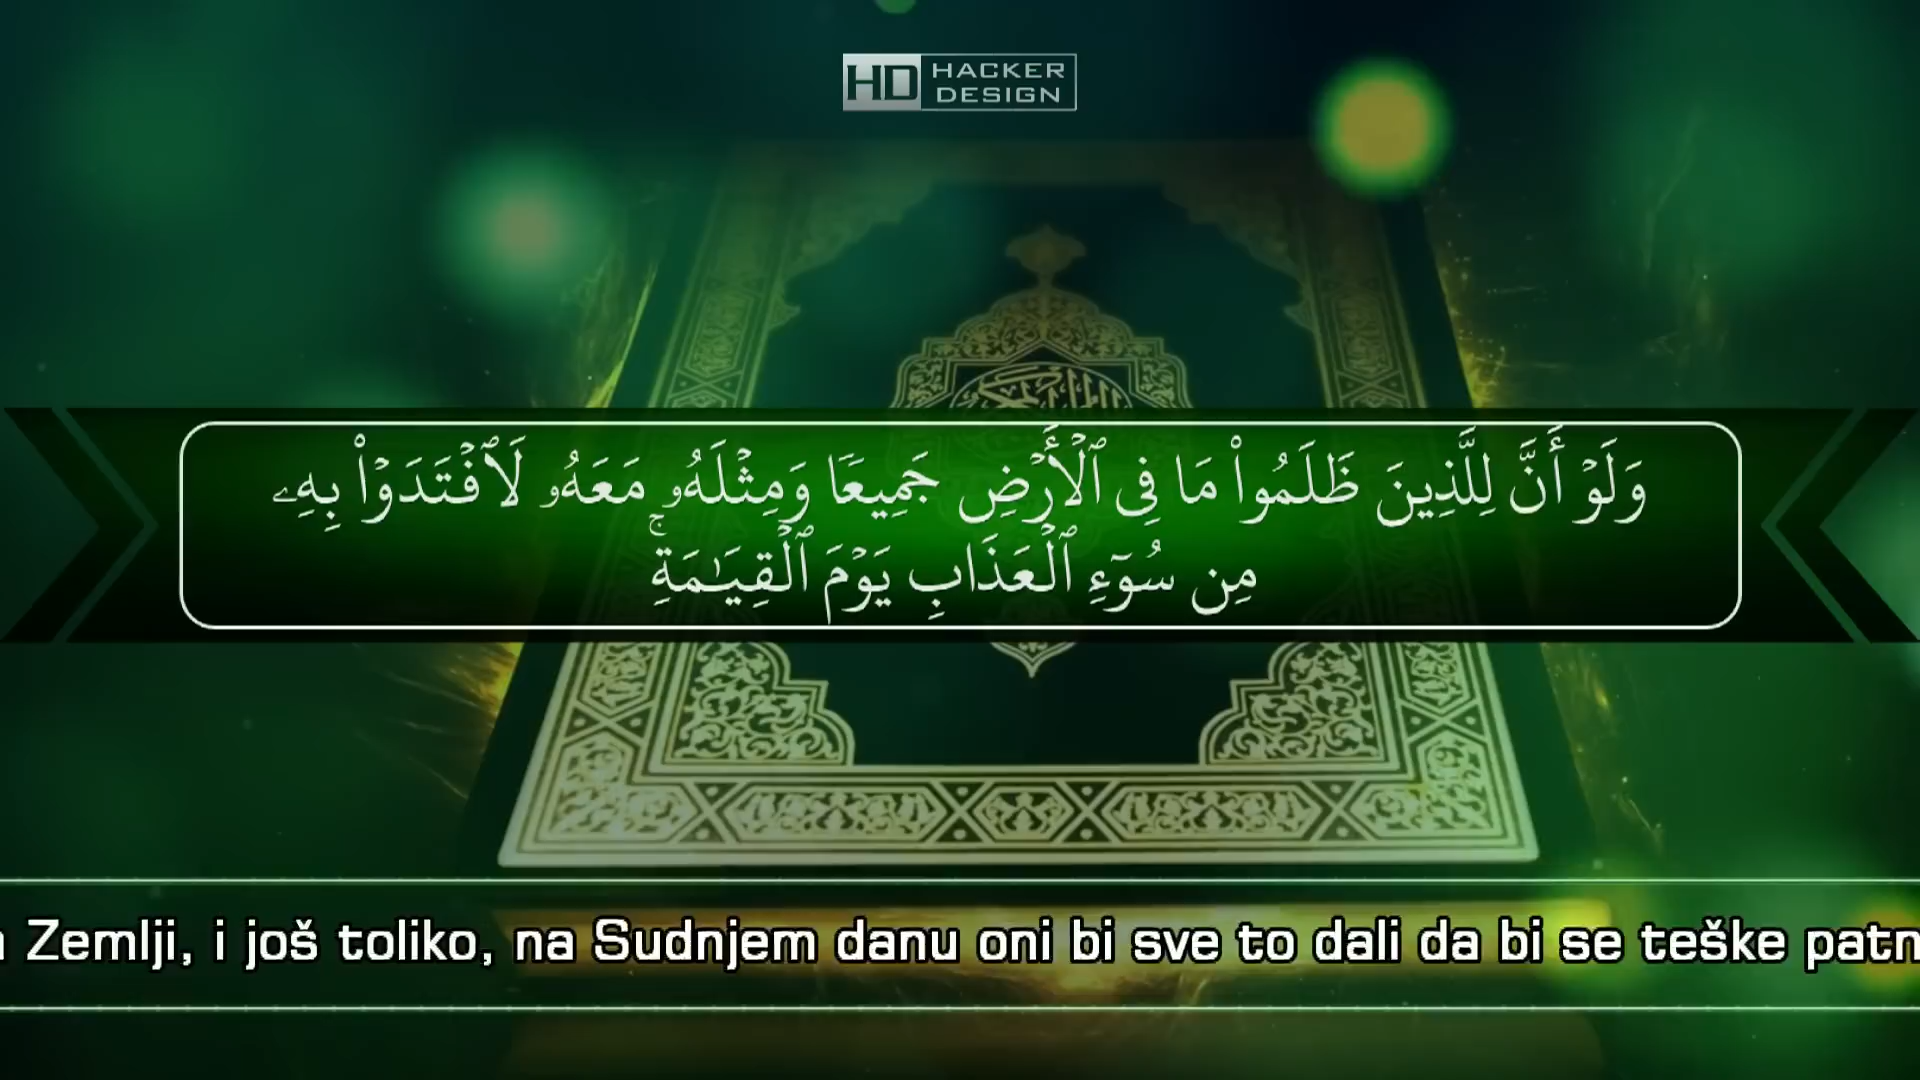 HD HACKER
DESIGN
وَلَوْ أَنَّ لِلَّذِينَ ظَلَمُوا۟ مَا فِى ٱلْأَرْضِ جَمِيعًا وَمِثْلَهُۥ مَعَهُۥ لَٱفْتَدَوْا۟ بِهِۦ
مِن سُوٓءِ ٱلْعَذَابِ يَوْمَ ٱلْقِيَـٰمَةِ ۚ
Zemlji, i još toliko, na Sudnjem danu oni bi sve to dali da bi se teške patn